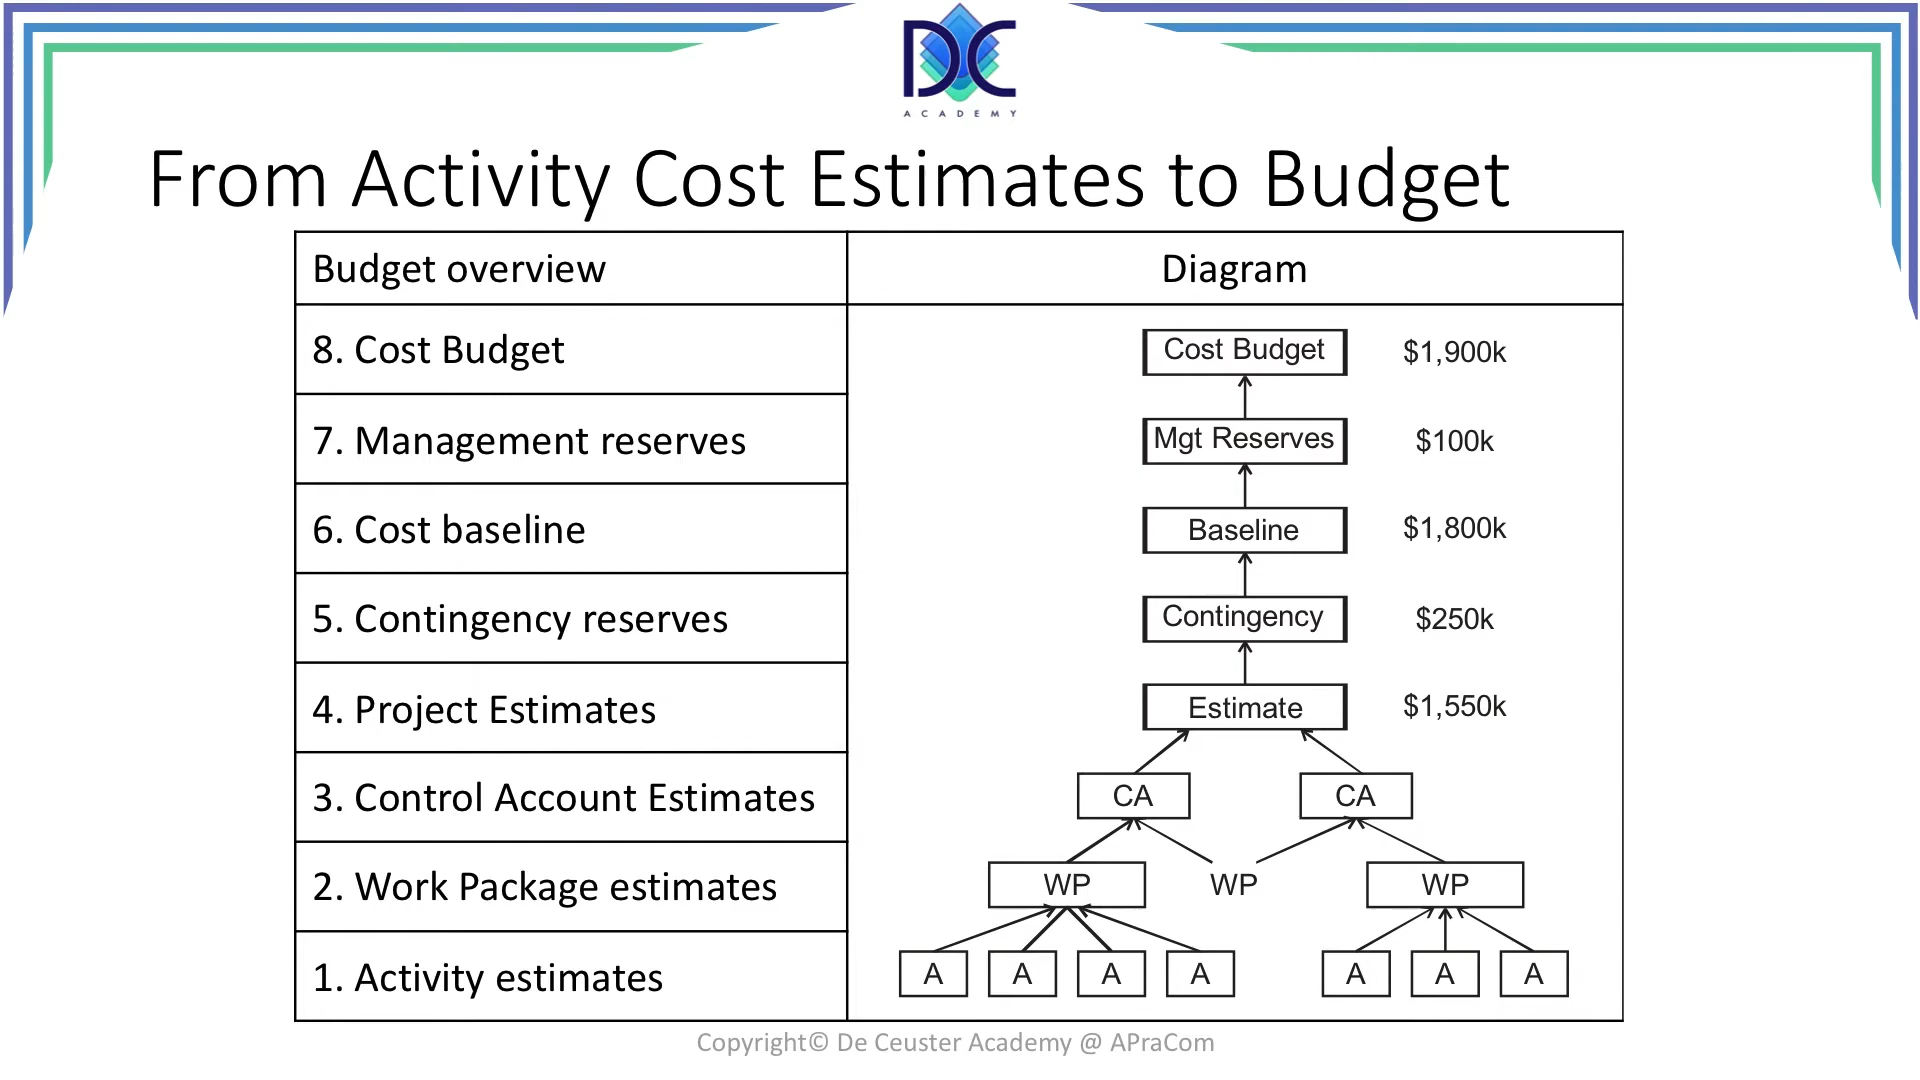 DC
ACADEMY
From Activity Cost Estimates to Budget
Budget overview
Diagram
8. Cost Budget
Cost Budget
$1,900k
7. Management reserves
Mgt Reserves
$100k
6. Cost baseline
Baseline
$1,800k
5. Contingency reserves
Contingency
$250k
4. Project Estimates
Estimate
$1,550k
3. Control Account Estimates
CA
CA
2. Work Package estimates
WP
WP
WP
1. Activity estimates
A
A
A
A
A
A
A
Copyright© De Ceuster Academy @ APraCom